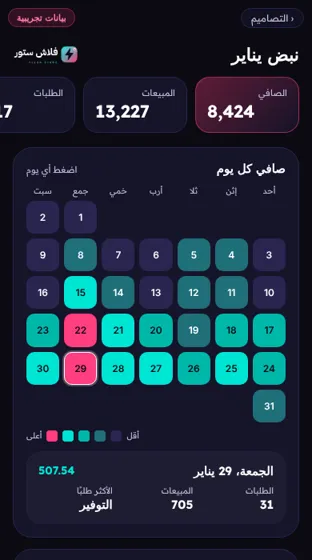 التصاميم ›
بيانات تجريبية
نبض يناير
فلاش ستور
الصافي
8,424
المبيعات
13,227
الطلبات
17
صافي كل يوم
اضغط أي يوم
أحد إثن ثلا أرب خمي جمع سبت
1 2
3 4 5 6 7 8 9
10 11 12 13 14 15 16
17 18 19 20 21 22 23
24 25 26 27 28 29 30
31
أقل أعلى
الجمعة، 29 يناير
507.54
الطلبات المبيعات الأكثر طلبًا
31 705 التوفير